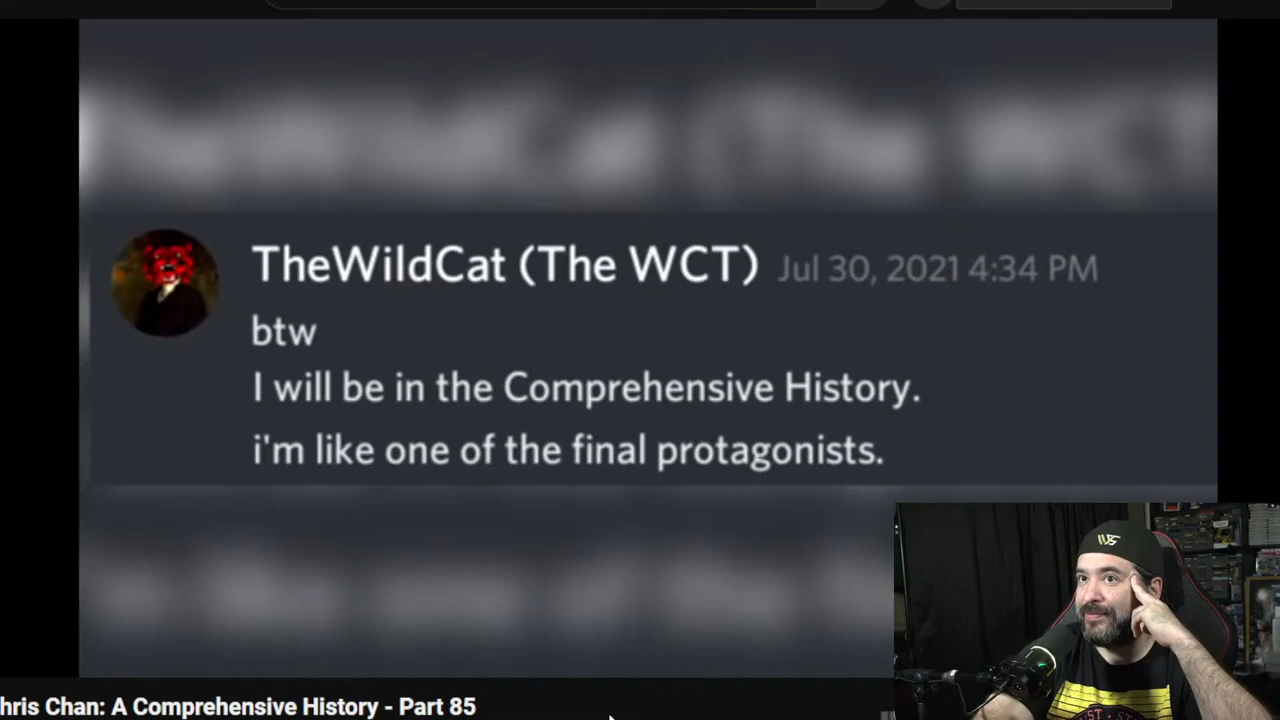 TheWildCat (The WCT) Jul 30, 2021 4:34 PM
btw
I will be in the Comprehensive History.
i'm like one of the final protagonists.
hris Chan: A Comprehensive History - Part 85